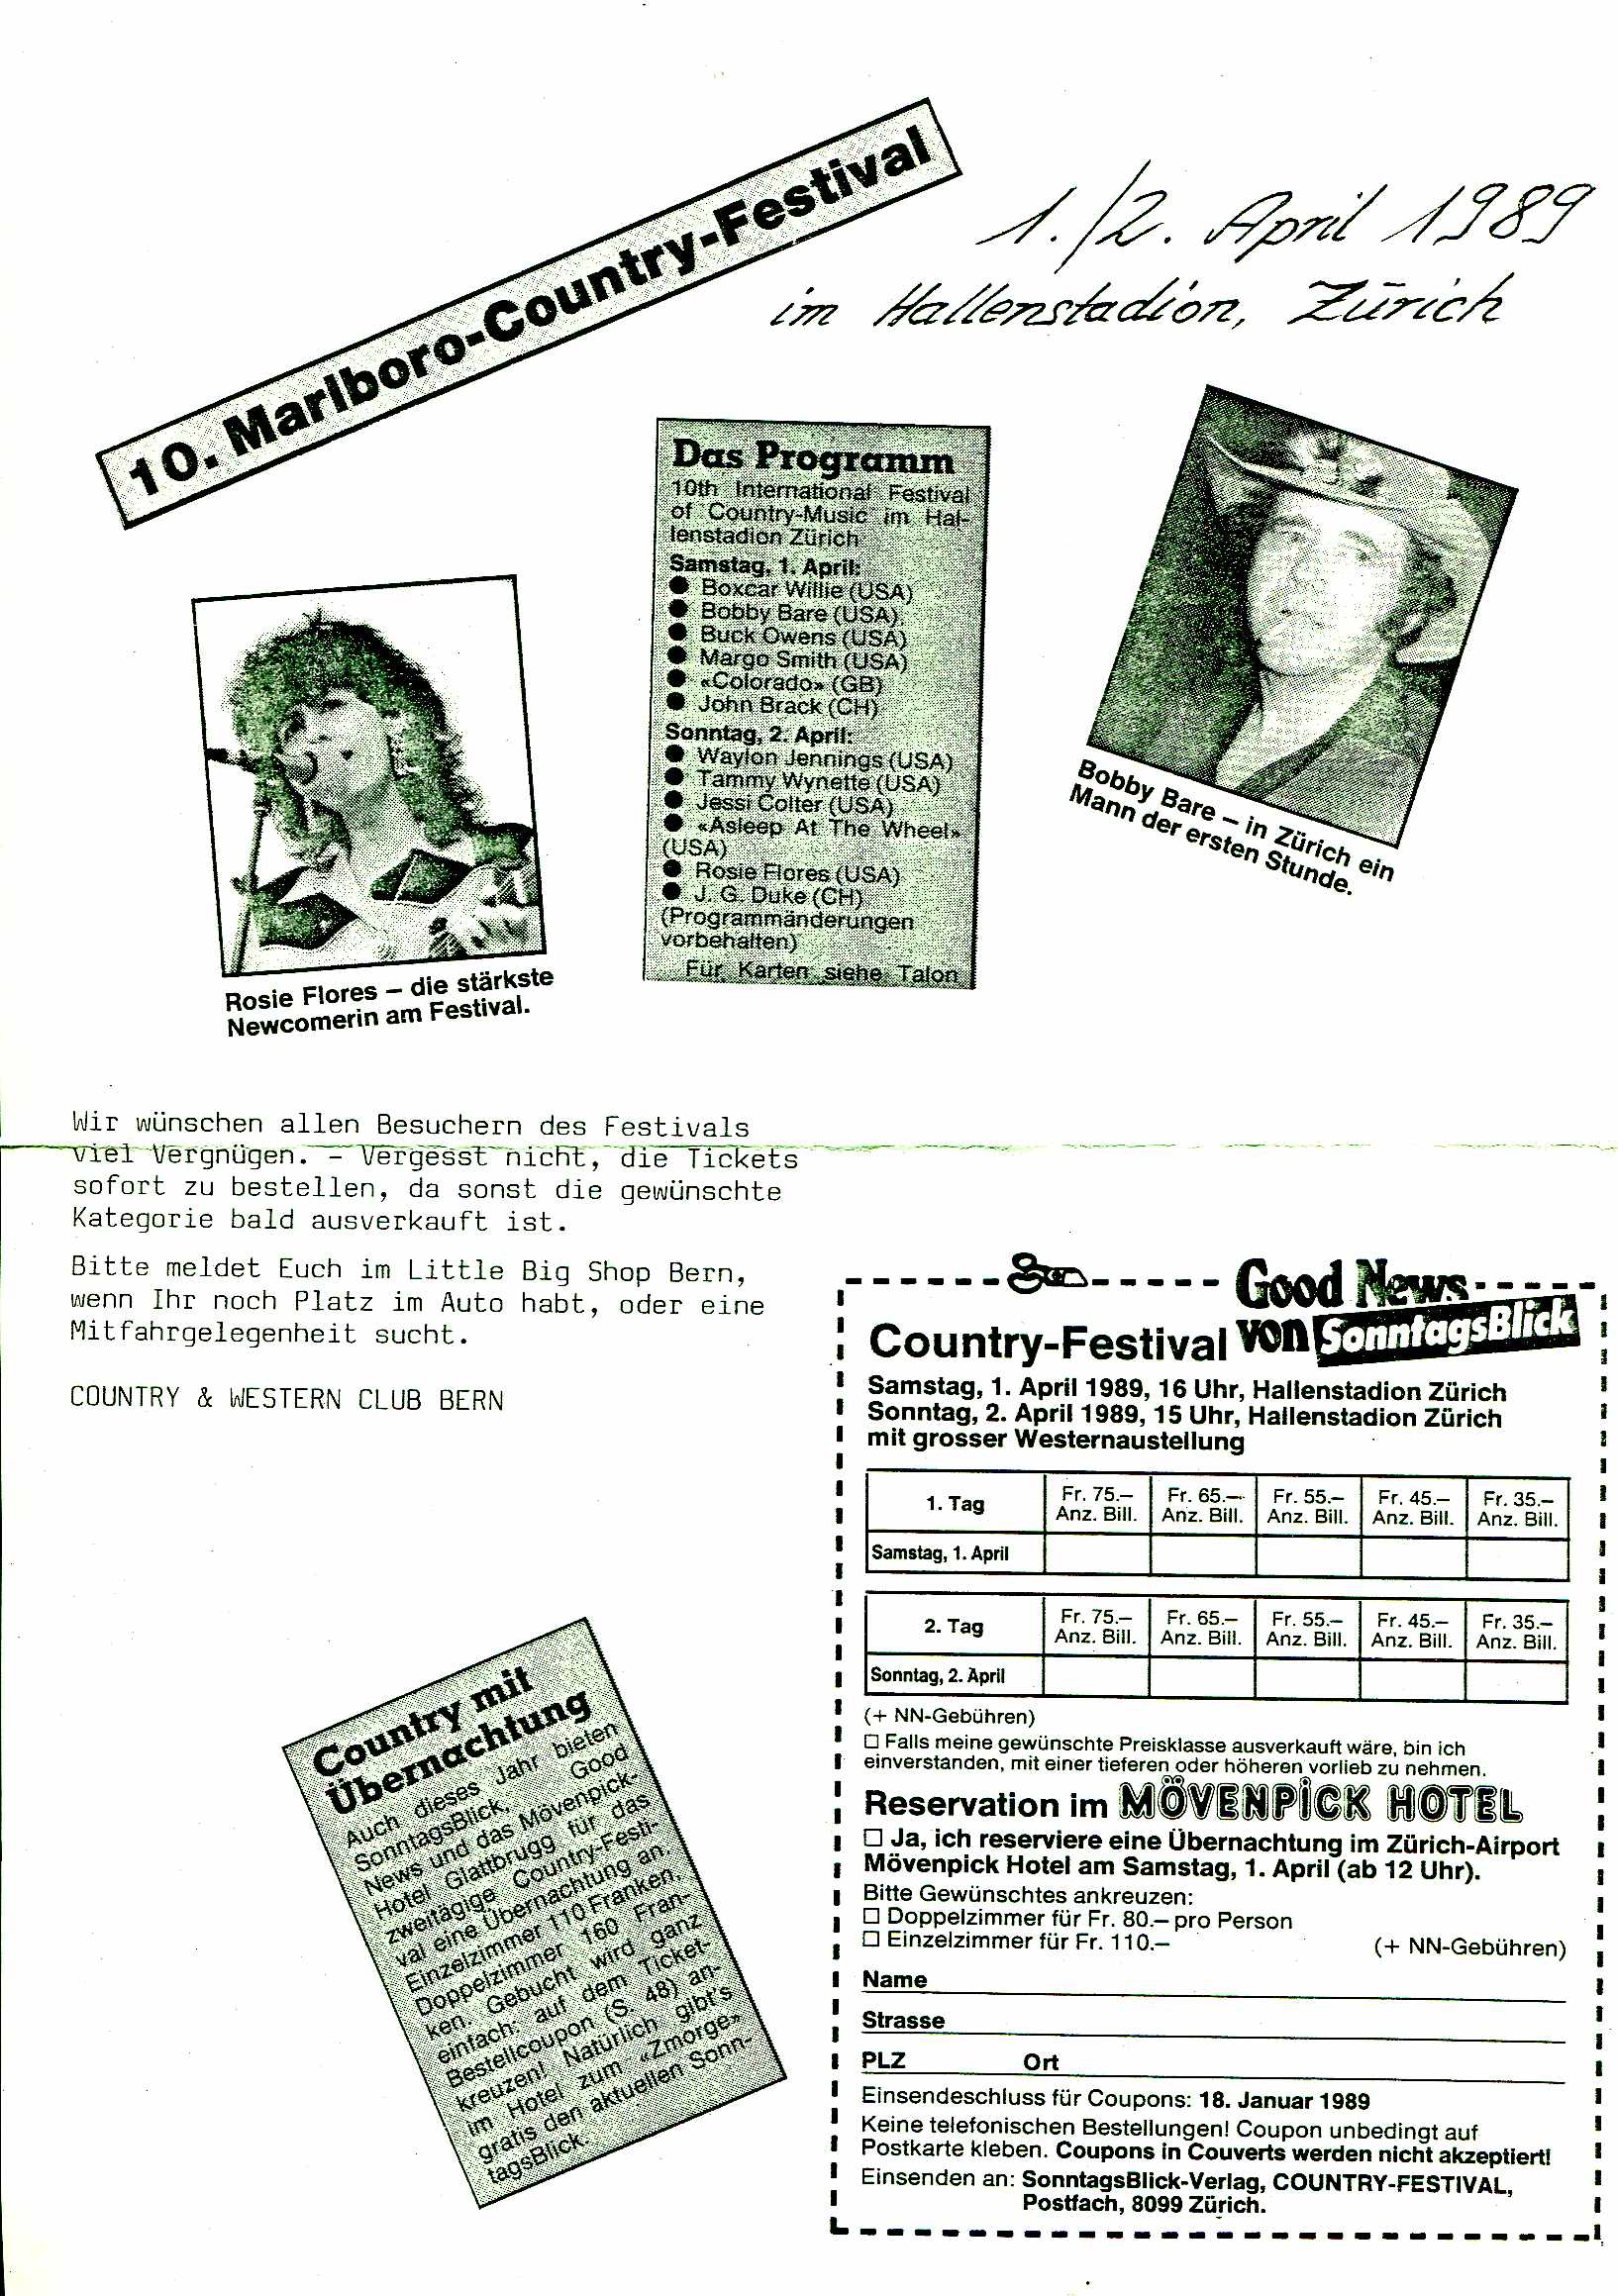 10. Marlboro-Country-Festival
1./2. April 1989
im Hallenstadion, Zürich
Das Programm
10th International Festival
of Country-Music im Hal-
lenstadion Zürich
Samstag, 1. April:
● Boxcar Willie (USA)
● Bobby Bare (USA)
● Buck Owens (USA)
● Margo Smith (USA)
● «Colorado» (GB)
● John Brack (CH)
Sonntag, 2. April:
● Waylon Jennings (USA)
● Tammy Wynette (USA)
● Jessi Colter (USA)
● «Asleep At The Wheel»
(USA)
● Rosie Flores (USA)
● J. G. Duke (CH)
(Programmänderungen
vorbehalten)
Für Karten siehe Talon
Bobby Bare – in Zürich ein
Mann der ersten Stunde.
Rosie Flores – die stärkste
Newcomerin am Festival.
Wir wünschen allen Besuchern des Festivals
viel Vergnügen. – Vergesst nicht, die Tickets
sofort zu bestellen, da sonst die gewünschte
Kategorie bald ausverkauft ist.
Bitte meldet Euch im Little Big Shop Bern,
wenn Ihr noch Platz im Auto habt, oder eine
Mitfahrgelegenheit sucht.
COUNTRY & WESTERN CLUB BERN
Country mit
Übernachtung
Auch dieses Jahr bieten
SonntagsBlick, Good
News und das Mövenpick-
Hotel Glattbrugg für das
zweitägige Country-Festi-
val eine Übernachtung an:
Einzelzimmer 110 Franken,
Doppelzimmer 160 Fran-
ken. Gebucht wird ganz
einfach: auf dem Ticket-
Bestellcoupon (S. 48) an-
kreuzen! Natürlich gibt's
im Hotel zum «Zmorge»
gratis den aktuellen Sonn-
tagsBlick.
Good News
Country-Festival von SonntagsBlick
Samstag, 1. April 1989, 16 Uhr, Hallenstadion Zürich
Sonntag, 2. April 1989, 15 Uhr, Hallenstadion Zürich
mit grosser Westernaustellung
1. Tag Fr. 75.– Fr. 65.– Fr. 55.– Fr. 45.– Fr. 35.–
Anz. Bill. Anz. Bill. Anz. Bill. Anz. Bill. Anz. Bill.
Samstag, 1. April
2. Tag Fr. 75.– Fr. 65.– Fr. 55.– Fr. 45.– Fr. 35.–
Anz. Bill. Anz. Bill. Anz. Bill. Anz. Bill. Anz. Bill.
Sonntag, 2. April
(+ NN-Gebühren)
☐ Falls meine gewünschte Preisklasse ausverkauft wäre, bin ich
einverstanden, mit einer tieferen oder höheren vorlieb zu nehmen.
Reservation im MÖVENPICK HOTEL
☐ Ja, ich reserviere eine Übernachtung im Zürich-Airport
Mövenpick Hotel am Samstag, 1. April (ab 12 Uhr).
Bitte Gewünschtes ankreuzen:
☐ Doppelzimmer für Fr. 80.– pro Person
☐ Einzelzimmer für Fr. 110.– (+ NN-Gebühren)
Name
Strasse
PLZ Ort
Einsendeschluss für Coupons: 18. Januar 1989
Keine telefonischen Bestellungen! Coupon unbedingt auf
Postkarte kleben. Coupons in Couverts werden nicht akzeptiert!
Einsenden an: SonntagsBlick-Verlag, COUNTRY-FESTIVAL,
Postfach, 8099 Zürich.